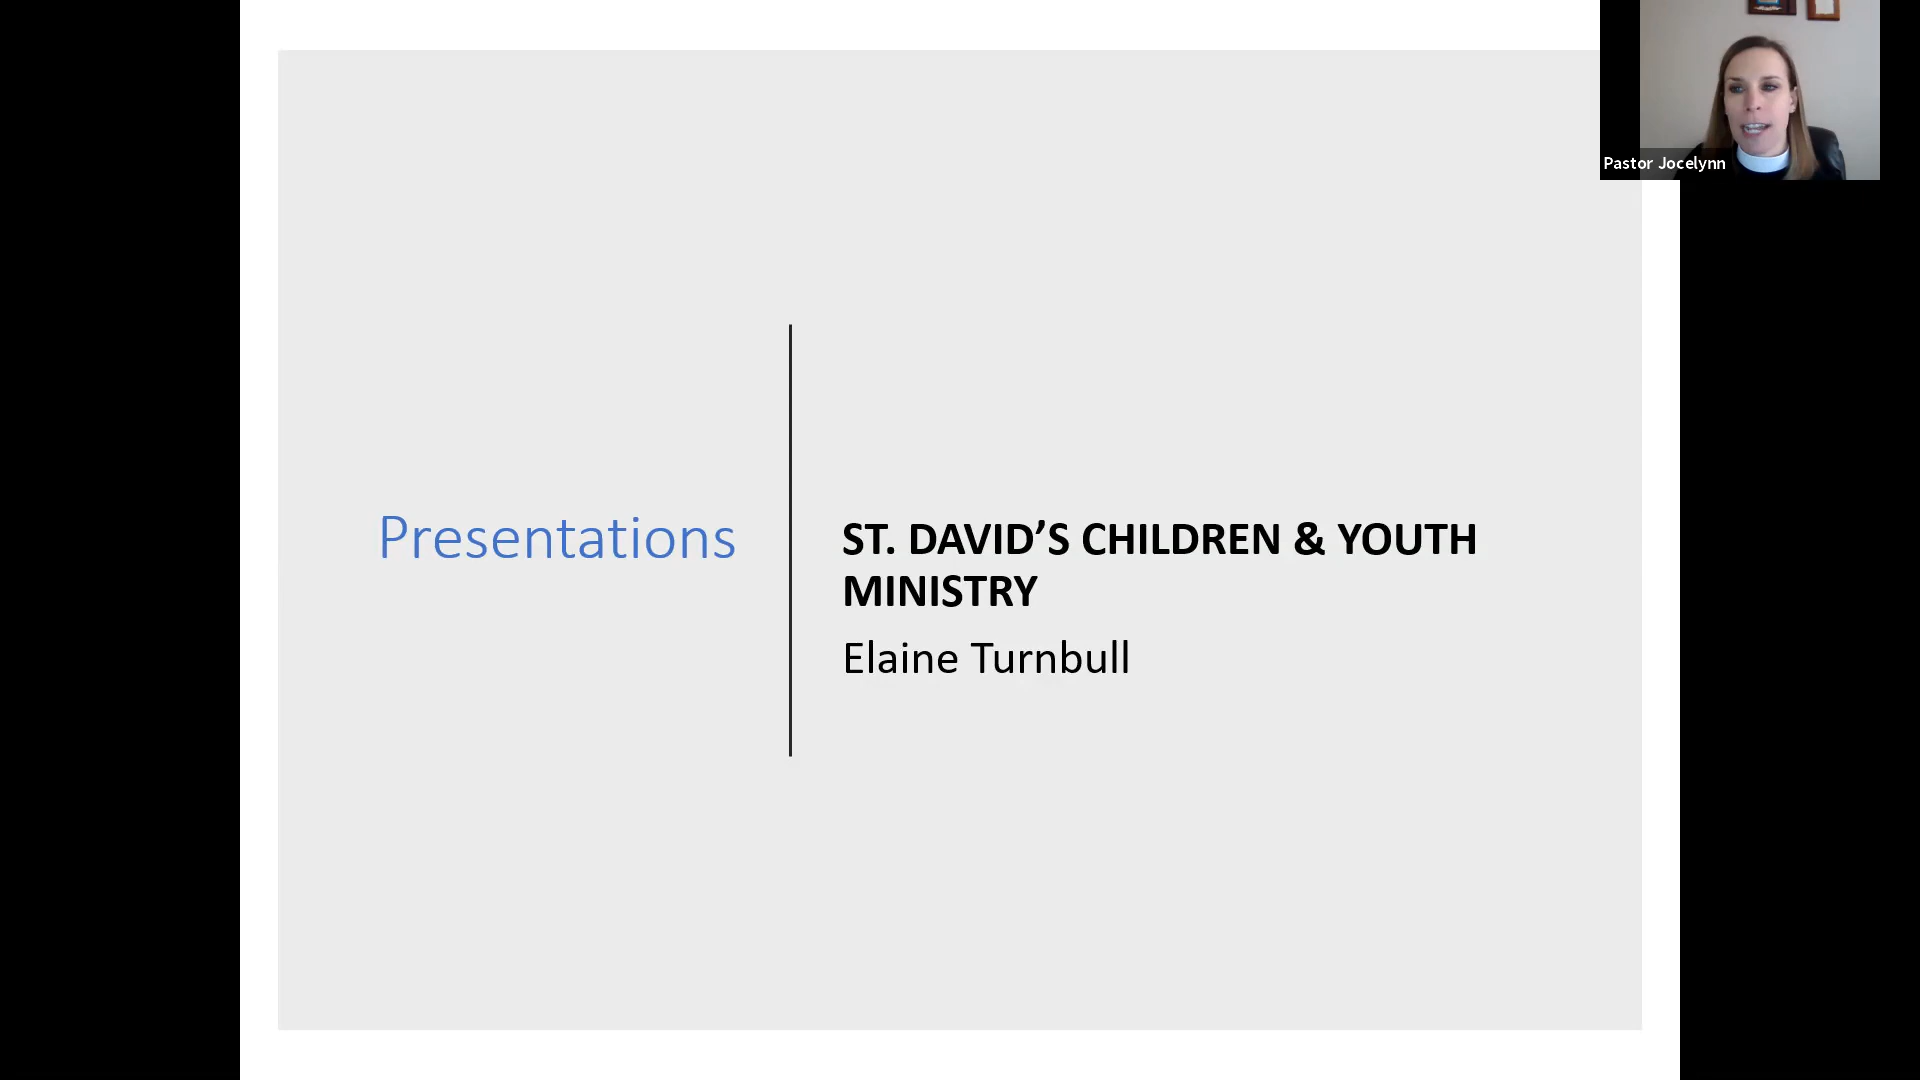 Pastor Jocelynn
Presentations
ST. DAVID’S CHILDREN & YOUTH
MINISTRY
Elaine Turnbull